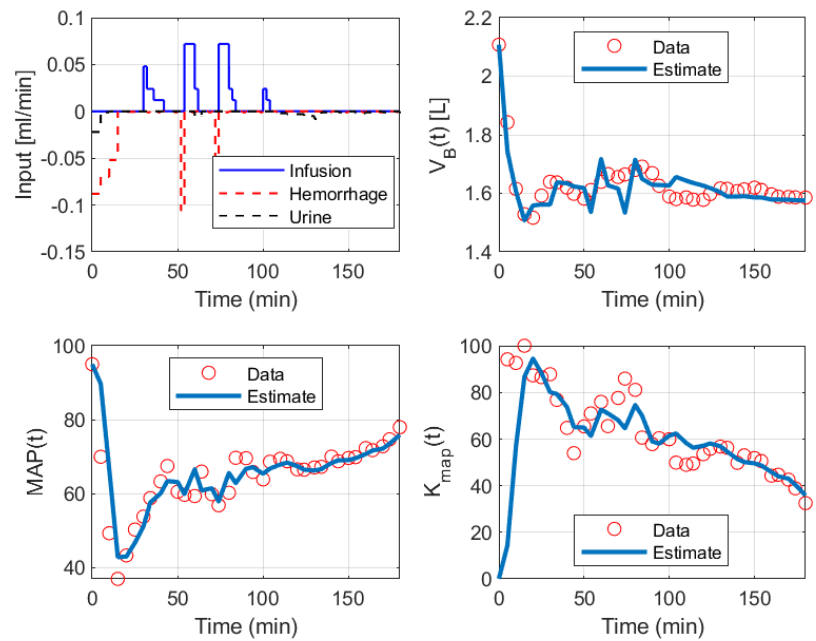 Input [ml/min]
0.1
0.05
0
-0.05
-0.1
-0.15
Infusion
Hemorrhage
Urine
0 50 100 150
Time (min)
V_B(t) [L]
2.2
2
1.8
1.6
1.4
Data
Estimate
0 50 100 150
Time (min)
MAP(t)
100
80
60
40
Data
Estimate
0 50 100 150
Time (min)
K_map(t)
100
80
60
40
20
0
Data
Estimate
0 50 100 150
Time (min)